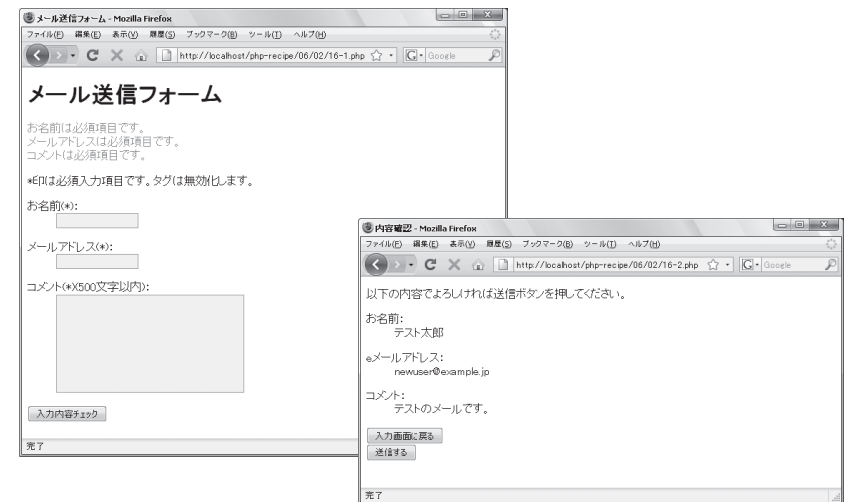 メール送信フォーム - Mozilla Firefox
ファイル(F) 編集(E) 表示(V) 履歴(S) ブックマーク(B) ツール(T) ヘルプ(H)
http://localhost/php-recipe/06/02/16-1.php
Google
メール送信フォーム
お名前は必須項目です。
メールアドレスは必須項目です。
コメントは必須項目です。
*印は必須入力項目です。タグは無効化します。
お名前(*):
メールアドレス(*):
コメント(*)(500文字以内):
入力内容チェック
完了
内容確認 - Mozilla Firefox
ファイル(F) 編集(E) 表示(V) 履歴(S) ブックマーク(B) ツール(T) ヘルプ(H)
http://localhost/php-recipe/06/02/16-2.php
Google
以下の内容でよろしければ送信ボタンを押してください。
お名前:
テスト太郎
eメールアドレス:
newuser@example.jp
コメント:
テストのメールです。
入力画面に戻る
送信する
完了